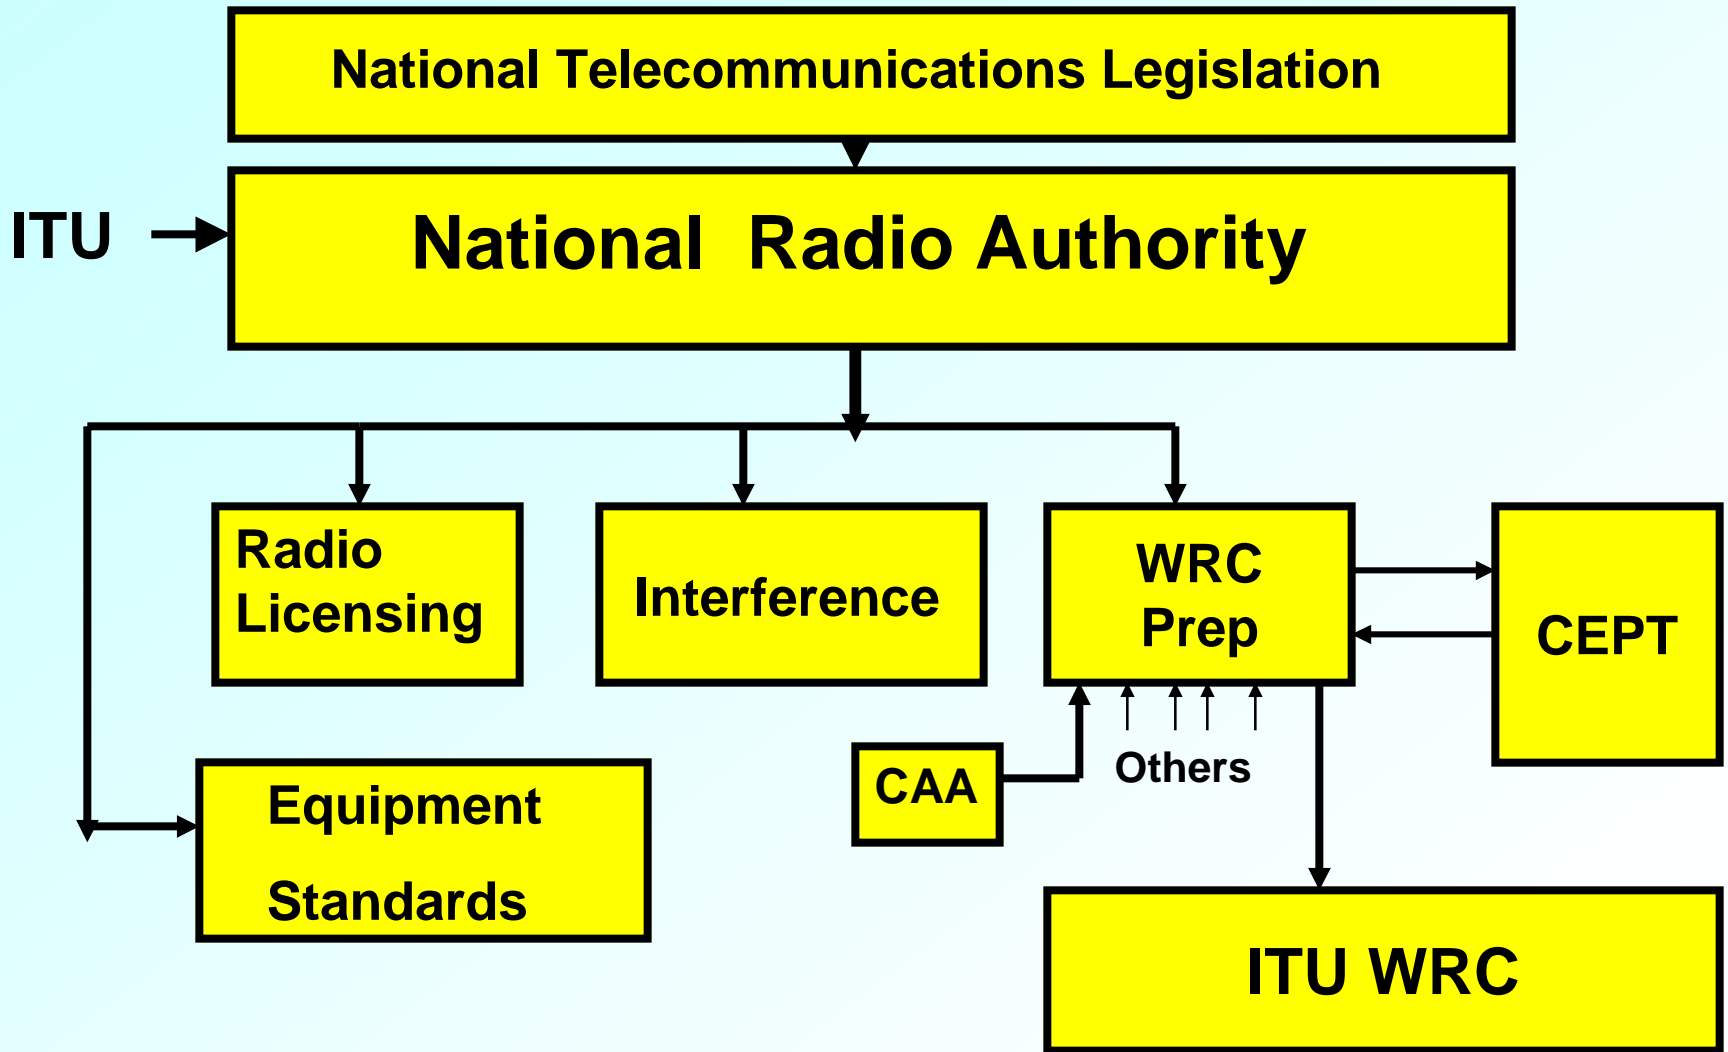 National Telecommunications Legislation
ITU
National Radio Authority
Radio
Licensing
Interference
WRC
Prep
CEPT
CAA
Others
Equipment
Standards
ITU WRC